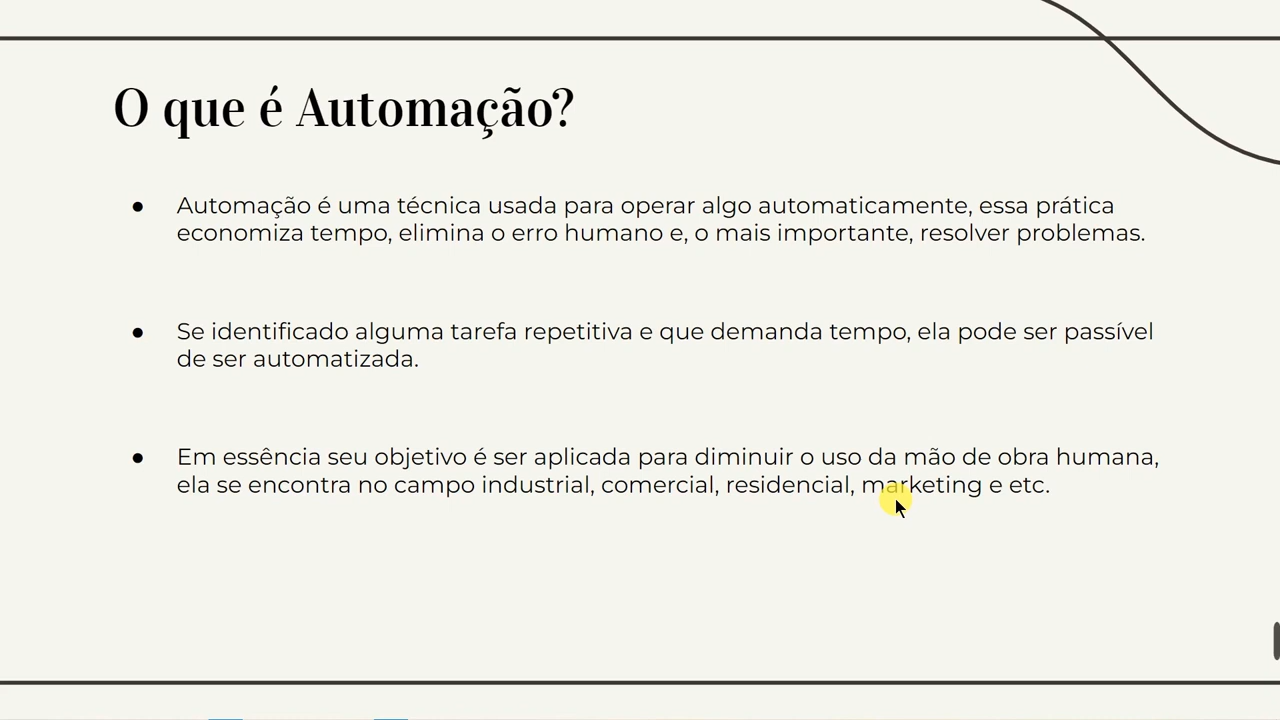 O que é Automação?
● Automação é uma técnica usada para operar algo automaticamente, essa prática
economiza tempo, elimina o erro humano e, o mais importante, resolver problemas.
● Se identificado alguma tarefa repetitiva e que demanda tempo, ela pode ser passível
de ser automatizada.
● Em essência seu objetivo é ser aplicada para diminuir o uso da mão de obra humana,
ela se encontra no campo industrial, comercial, residencial, marketing e etc.